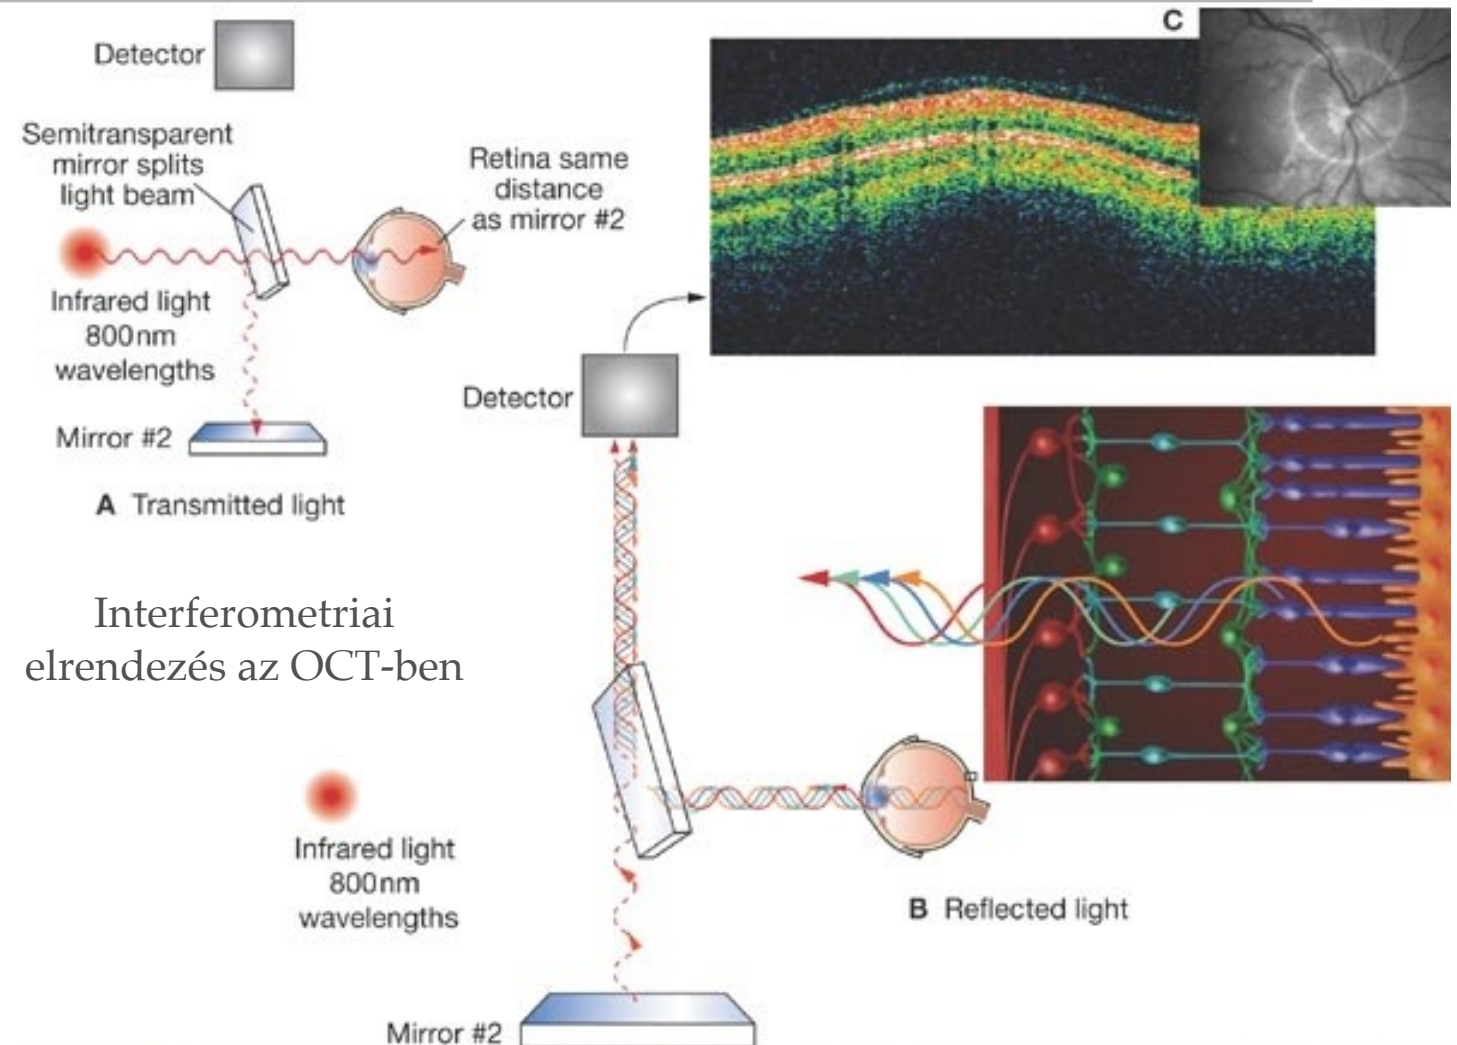 Detector
Semitransparent
mirror splits
light beam
Retina same
distance
as mirror #2
Infrared light
800nm
wavelengths
Mirror #2
A Transmitted light
C
Detector
Interferometriai
elrendezés az OCT-ben
Infrared light
800nm
wavelengths
B Reflected light
Mirror #2